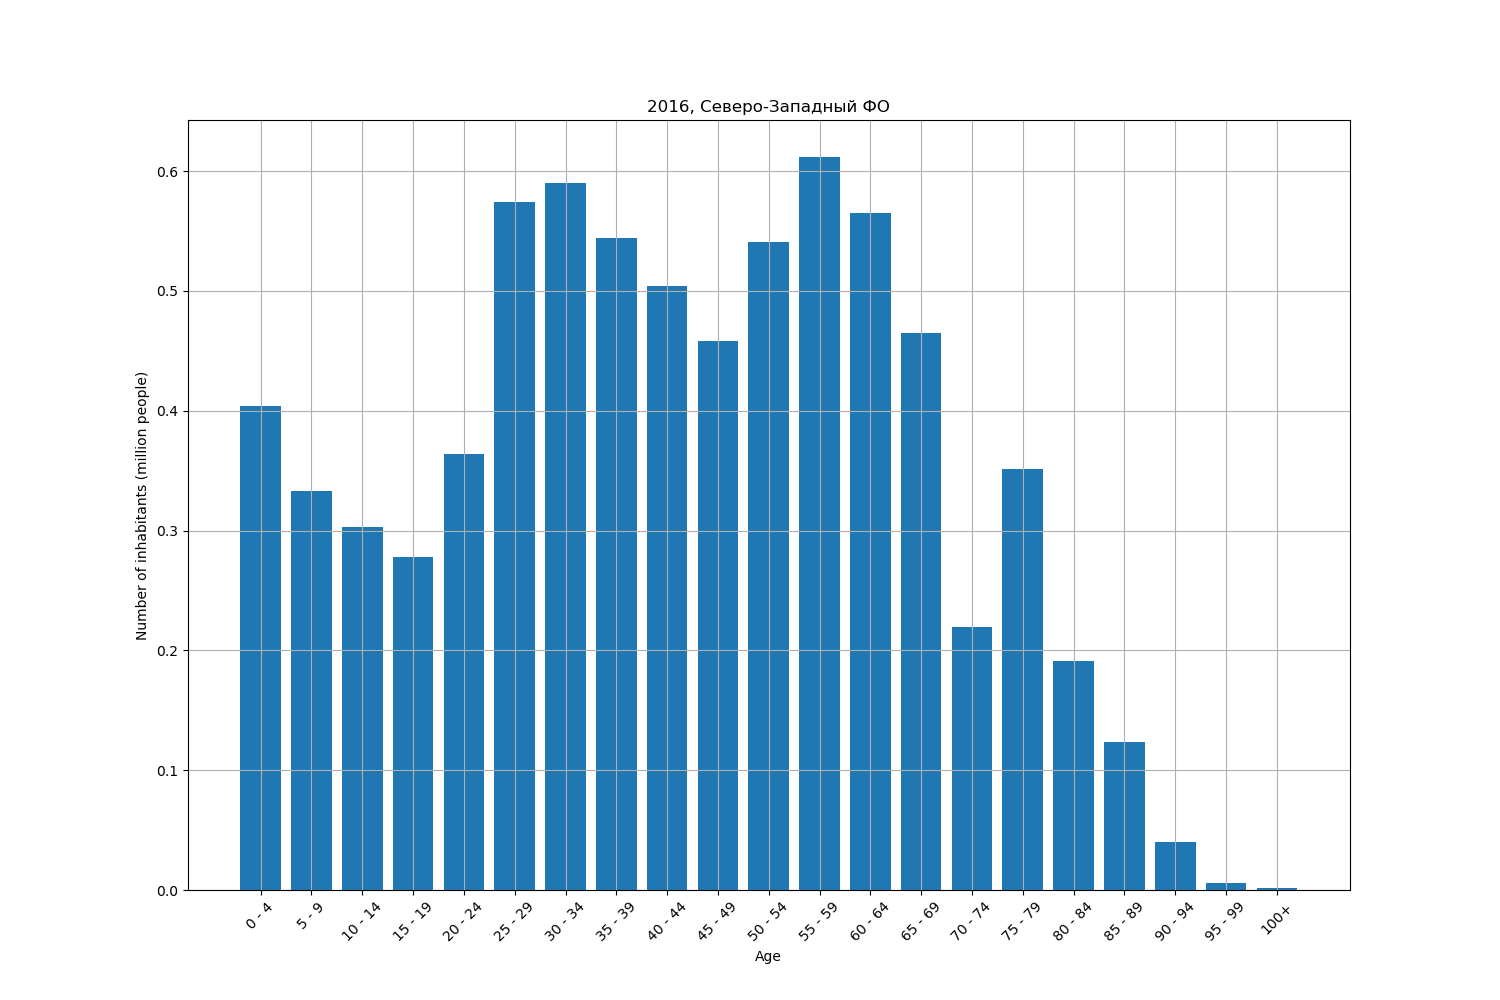 2016, Северо-Западный ФО
Number of inhabitants (million people)
0.6
0.5
0.4
0.3
0.2
0.1
0.0
0 - 4
5 - 9
10 - 14
15 - 19
20 - 24
25 - 29
30 - 34
35 - 39
40 - 44
45 - 49
50 - 54
55 - 59
60 - 64
65 - 69
70 - 74
75 - 79
80 - 84
85 - 89
90 - 94
95 - 99
100+
Age